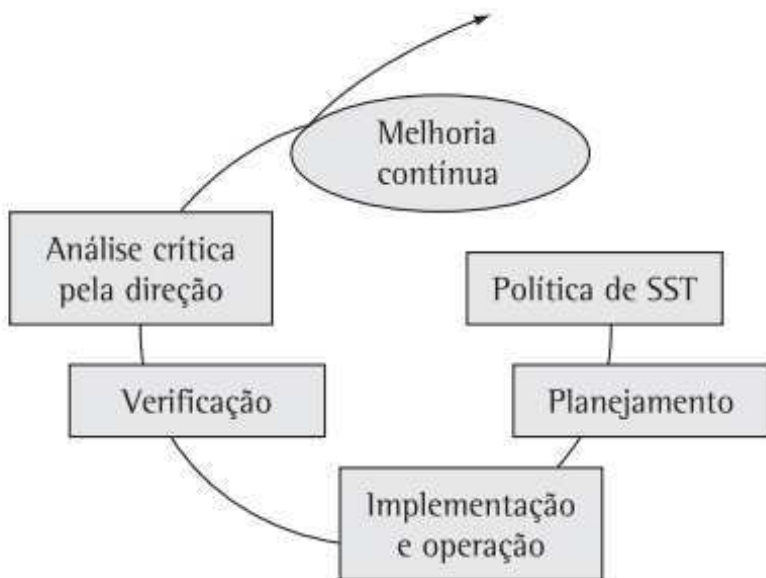 Melhoria
contínua
Análise crítica
pela direção
Política de SST
Verificação
Planejamento
Implementação
e operação